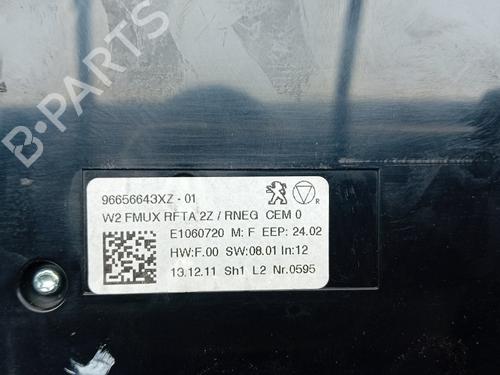 B-PARTS
96656643XZ - 01
R
W2 FMUX RFTA 2Z / RNEG CEM 0
E1060720 M: F EEP: 24.02
HW:F.00 SW:08.01 In:12
13.12.11 Sh1 L2 Nr.0595